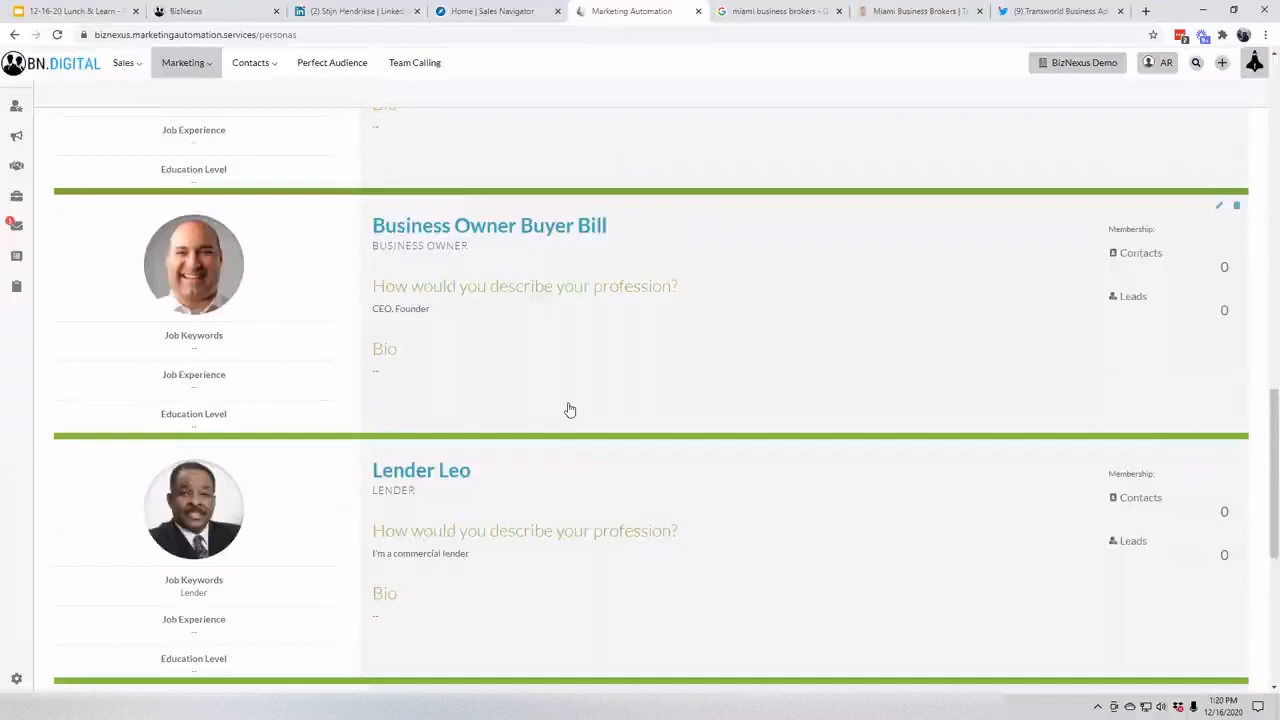 12-16-20 Lunch & Learn -
BizNexus
(2) Stijn Hendrikse | LinkedI
Home | Sales Navigator
Marketing Automation
miami business brokers - G
Miami Business Brokers | Tr
(9) Transworld Business Adv
biznexus.marketingautomation.services/personas
BN.DIGITAL
Sales
Marketing
Contacts
Perfect Audience
Team Calling
BizNexus Demo
AR
Bio
--
Job Experience
--
Education Level
--
Business Owner Buyer Bill
BUSINESS OWNER
How would you describe your profession?
CEO, Founder
Bio
--
Job Keywords
--
Job Experience
--
Education Level
--
Membership:
Contacts
0
Leads
0
Lender Leo
LENDER
How would you describe your profession?
I'm a commercial lender
Bio
--
Job Keywords
Lender
Job Experience
--
Education Level
--
Membership:
Contacts
0
Leads
0
1:20 PM
12/16/2020